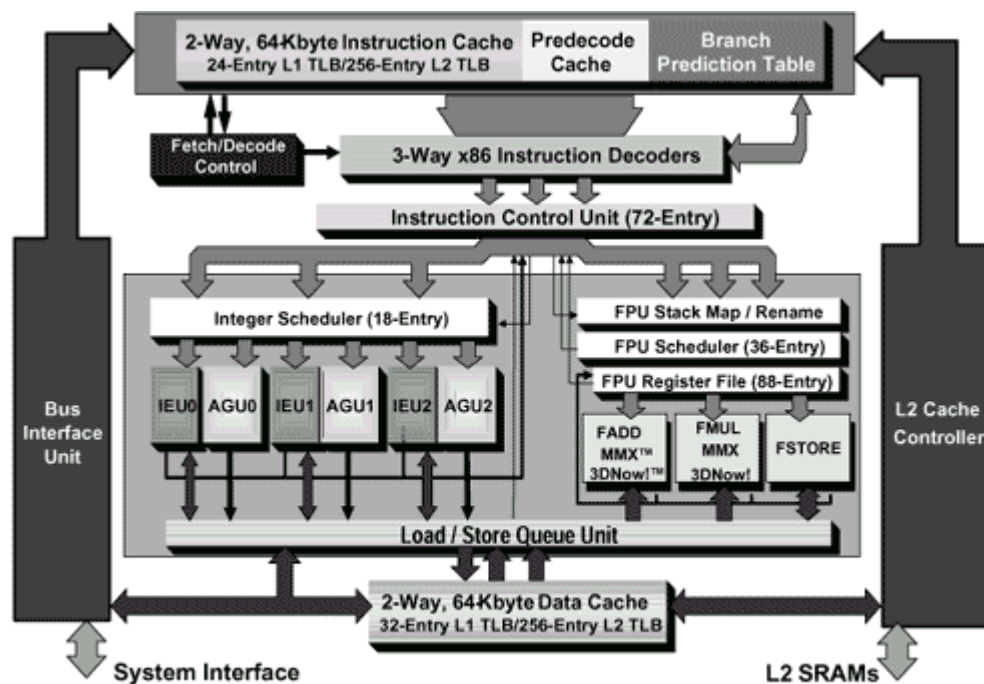 2-Way, 64-Kbyte Instruction Cache
24-Entry L1 TLB/256-Entry L2 TLB
Predecode
Cache
Branch
Prediction Table
Fetch/Decode
Control
3-Way x86 Instruction Decoders
Instruction Control Unit (72-Entry)
Bus
Interface
Unit
L2 Cache
Controller
Integer Scheduler (18-Entry)
FPU Stack Map / Rename
FPU Scheduler (36-Entry)
FPU Register File (88-Entry)
IEU0
AGU0
IEU1
AGU1
IEU2
AGU2
FADD
MMX™
3DNow!™
FMUL
MMX
3DNow!
FSTORE
Load / Store Queue Unit
2-Way, 64-Kbyte Data Cache
32-Entry L1 TLB/256-Entry L2 TLB
System Interface
L2 SRAMs